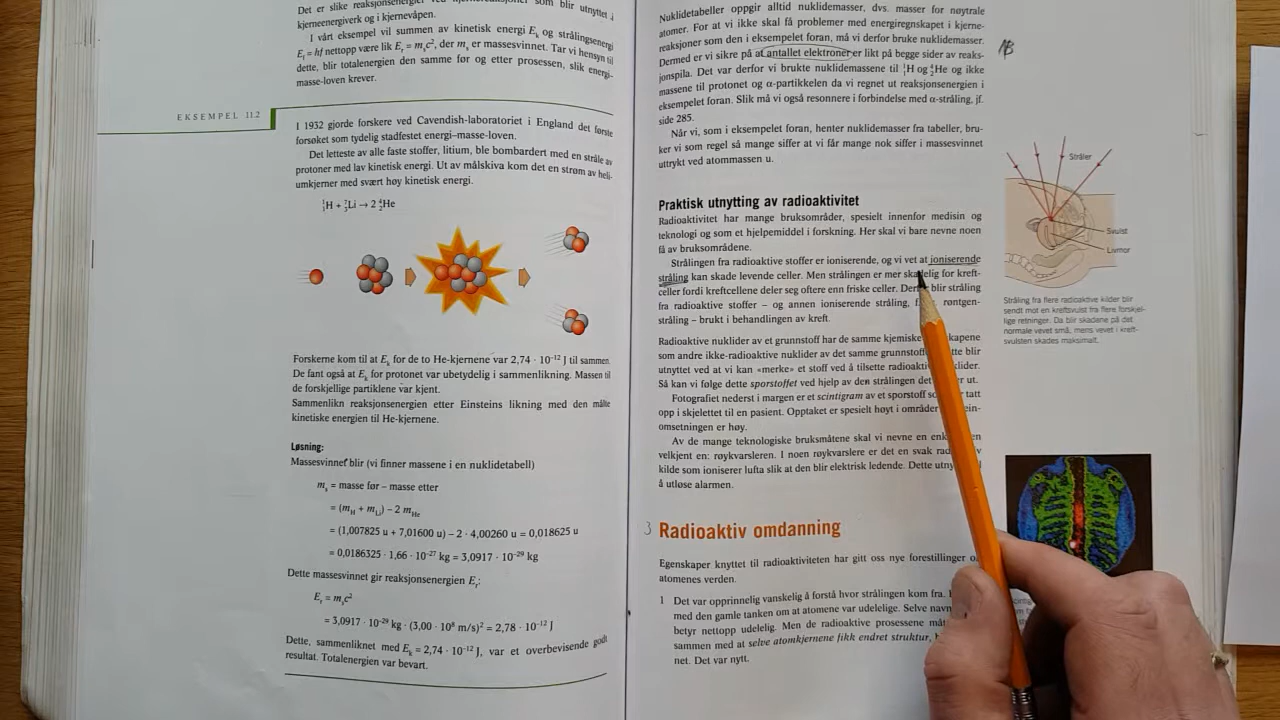 Det er slike
kjerneenergiverk og i kjernevåpen.
I vårt eksempel vil summen av kinetisk energi Eₖ og strålingsenergi
Eᵣ = hf nettopp være lik Eᵣ = mₛc², der mₛ er massesvinnet. Tar vi hensyn til
dette, blir totalenergien den samme før og etter prosessen, slik energi-
masse-loven krever.
EKSEMPEL 11.2
I 1932 gjorde forskere ved Cavendish-laboratoriet i England det første
forsøket som tydelig stadfestet energi–masse-loven.
Det letteste av alle faste stoffer, litium, ble bombardert med en stråle av
protoner med lav kinetisk energi. Ut av målskiva kom det en strøm av heli-
umkjerner med svært høy kinetisk energi.
¹₁H + ⁷₃Li → 2 ⁴₂He
Forskerne kom til at Eₖ for de to He-kjernene var 2,74 · 10⁻¹² J til sammen.
De fant også at Eₖ for protonet var ubetydelig i sammenlikning. Massen til
de forskjellige partiklene var kjent.
Sammenlikn reaksjonsenergien etter Einsteins likning med den målte
kinetiske energien til He-kjernene.
Løsning:
Massesvinnet blir (vi finner massene i en nuklidetabell)
mₛ = masse før – masse etter
= (m_H + m_Li) – 2 m_He
= (1,007825 u + 7,01600 u) – 2 · 4,00260 u = 0,018625 u
= 0,0186325 · 1,66 · 10⁻²⁷ kg = 3,0917 · 10⁻²⁹ kg
Dette massesvinnet gir reaksjonsenergien Eᵣ:
Eᵣ = mₛc²
= 3,0917 · 10⁻²⁹ kg · (3,00 · 10⁸ m/s)² = 2,78 · 10⁻¹² J
Dette, sammenliknet med Eₖ = 2,74 · 10⁻¹² J, var et overbevisende godt
resultat. Totalenergien var bevart.
Nuklidetabeller oppgir alltid nuklidemasser, dvs. masser for nøytrale
atomer. For at vi ikke skal få problemer med energiregnskapet i kjerne-
reaksjoner som den i eksempelet foran, må vi derfor bruke nuklidemasser.
Dermed er vi sikre på at antallet elektroner er likt på begge sider av reaks-
jonspila. Det var derfor vi brukte nuklidemassene til ¹₁H og ⁴₂He og ikke
massene til protonet og α-partikkelen da vi regnet ut reaksjonsenergien i
eksempelet foran. Slik må vi også resonnere i forbindelse med α-stråling, jf.
side 285.
Når vi, som i eksempelet foran, henter nuklidemasser fra tabeller, bru-
ker vi som regel så mange siffer at vi får mange nok siffer i massesvinnet
uttrykt ved atommassen u.
NB
Praktisk utnytting av radioaktivitet
Radioaktivitet har mange bruksområder, spesielt innenfor medisin og
teknologi og som et hjelpemiddel i forskning. Her skal vi bare nevne noen
få av bruksområdene.
Strålingen fra radioaktive stoffer er ioniserende, og vi vet at ioniserende
stråling kan skade levende celler. Men strålingen er mer skadelig for kreft-
celler fordi kreftcellene deler seg oftere enn friske celler. blir stråling
fra radioaktive stoffer – og annen ioniserende stråling, røntgen-
stråling – brukt i behandlingen av kreft.
Radioaktive nuklider av et grunnstoff har de samme kjemiske
som andre ikke-radioaktive nuklider av det samme blir
utnyttet ved at vi kan «merke» et stoff ved å tilsette
Så kan vi følge dette sporstoffet ved hjelp av den strålingen det ut.
Fotografiet nederst i margen er et scintigram av et sporstoff tatt
opp i skjelettet til en pasient. Opptaket er spesielt høyt i områder
omsetningen er høy.
Av de mange teknologiske bruksmåtene skal vi nevne en
velkjent en: røykvarsleren. I noen røykvarslere er det en svak
kilde som ioniserer lufta slik at den blir elektrisk ledende. Dette
å utløse alarmen.
Stråler
Svulst
Livmor
Stråling fra flere radioaktive kilder blir
sendt mot en kreftsvulst fra flere forskjel-
lige retninger. Da blir skadene på det
normale vevet små, mens vevet i kreft-
svulsten skades maksimalt.
3 Radioaktiv omdanning
Egenskaper knyttet til radioaktiviteten har gitt oss nye forestillinger
atomenes verden.
1 Det var opprinnelig vanskelig å forstå hvor strålingen kom fra.
med den gamle tanken om at atomene var udelelige. Selve
betyr nettopp udelelig. Men de radioaktive prosessene
sammen med at selve atomkjernene fikk endret struktur,
net. Det var nytt.